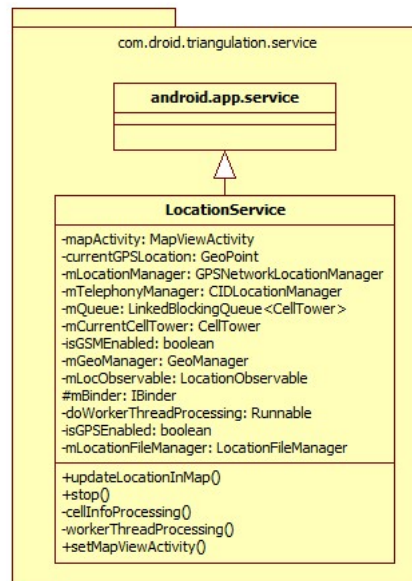 com.droid.triangulation.service
android.app.service
LocationService
-mapActivity: MapViewActivity
-currentGPSLocation: GeoPoint
-mLocationManager: GPSNetworkLocationManager
-mTelephonyManager: CIDLocationManager
-mQueue: LinkedBlockingQueue<CellTower>
-mCurrentCellTower: CellTower
-isGSMEnabled: boolean
-mGeoManager: GeoManager
-mLocObservable: LocationObservable
#mBinder: IBinder
-doWorkerThreadProcessing: Runnable
-isGPSEnabled: boolean
-mLocationFileManager: LocationFileManager
+updateLocationInMap()
+stop()
-cellInfoProcessing()
-workerThreadProcessing()
+setMapViewActivity()